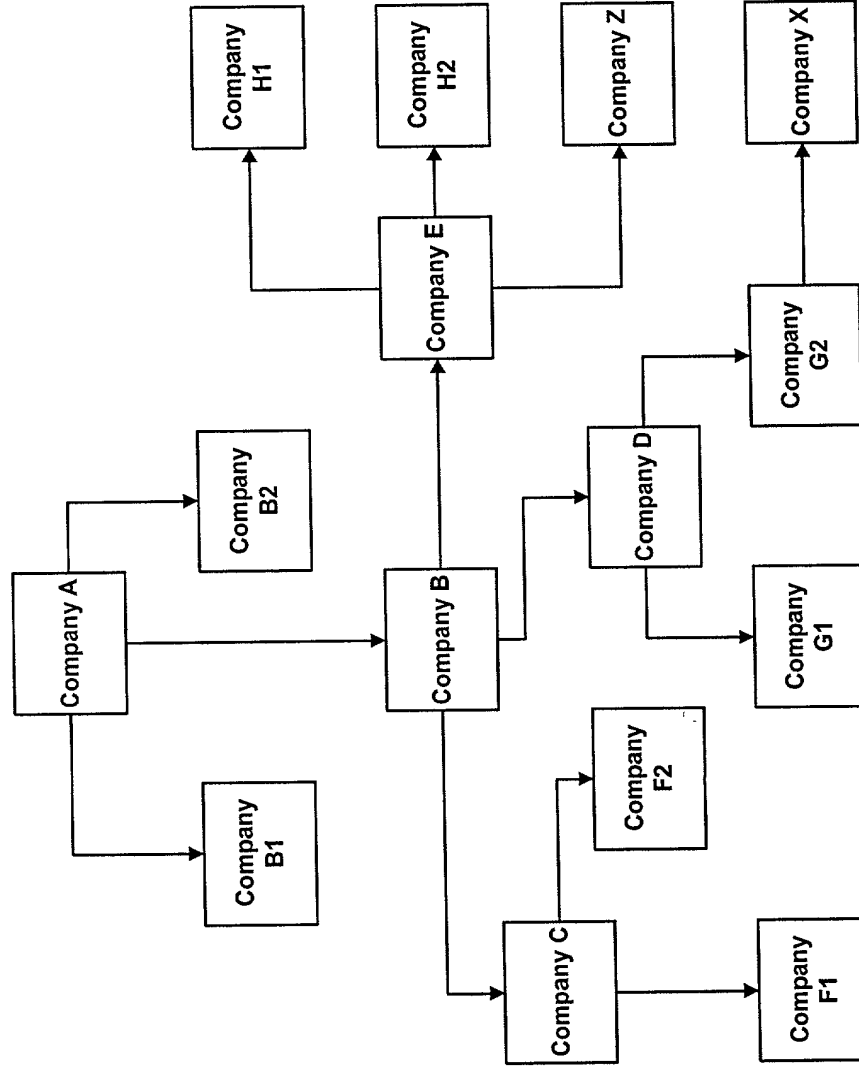 Company A
Company
B1
Company
B2
Company B
Company C
Company
F1
Company
F2
Company D
Company
G1
Company
G2
Company X
Company E
Company
H1
Company
H2
Company Z